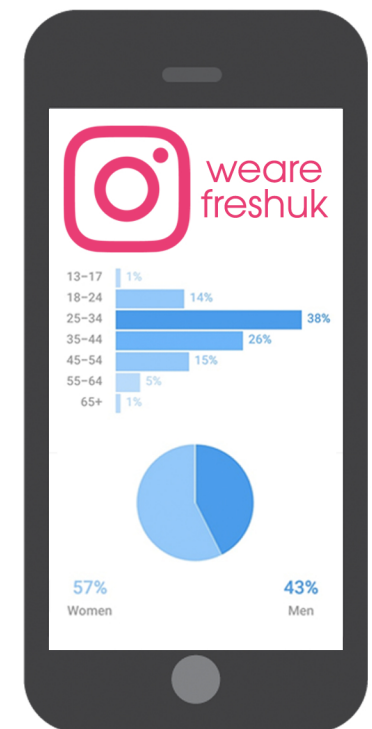 weare
freshuk
13–17 1%
18–24 14%
25–34 38%
35–44 26%
45–54 15%
55–64 5%
65+ 1%
57% 43%
Women Men